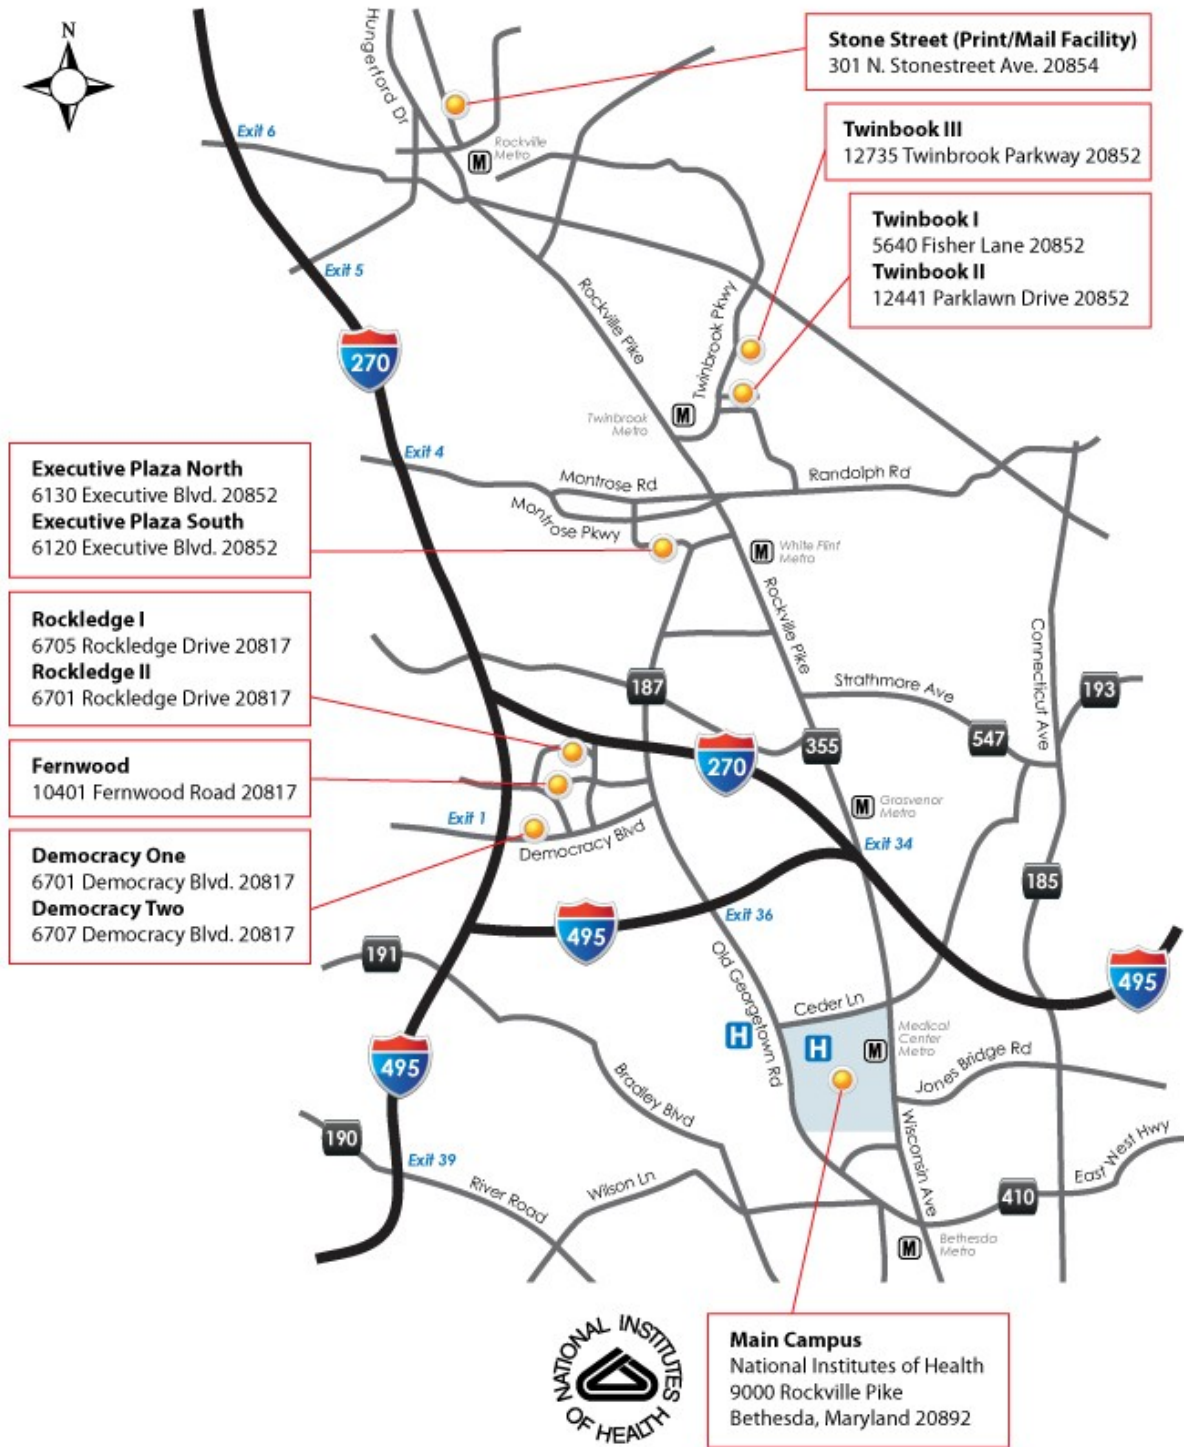 N
Hungerford Dr
Stone Street (Print/Mail Facility)
301 N. Stonestreet Ave. 20854
Exit 6
Rockville
Metro
M
Twinbook III
12735 Twinbrook Parkway 20852
Twinbook I
5640 Fisher Lane 20852
Twinbook II
12441 Parklawn Drive 20852
Exit 5
Rockville Pike
Twinbrook Pkwy
270
Twinbrook
Metro
M
Exit 4
Montrose Rd
Randolph Rd
Montrose Pkwy
Executive Plaza North
6130 Executive Blvd. 20852
Executive Plaza South
6120 Executive Blvd. 20852
M
White Flint
Metro
Rockville Pike
Connecticut Ave
Rockledge I
6705 Rockledge Drive 20817
Rockledge II
6701 Rockledge Drive 20817
187
Strathmore Ave
193
355
547
270
Fernwood
10401 Fernwood Road 20817
M
Grosvenor
Metro
Exit 1
Democracy Blvd
Exit 34
Democracy One
6701 Democracy Blvd. 20817
Democracy Two
6707 Democracy Blvd. 20817
185
Exit 36
495
191
Old Georgetown Rd
495
Ceder Ln
H
H
Medical
Center
Metro
M
495
Jones Bridge Rd
Bradley Blvd
Wisconsin Ave
190
Exit 39
River Road
Wilson Ln
410
East West Hwy
M
Bethesda
Metro
NATIONAL INSTITUTES
OF HEALTH
Main Campus
National Institutes of Health
9000 Rockville Pike
Bethesda, Maryland 20892